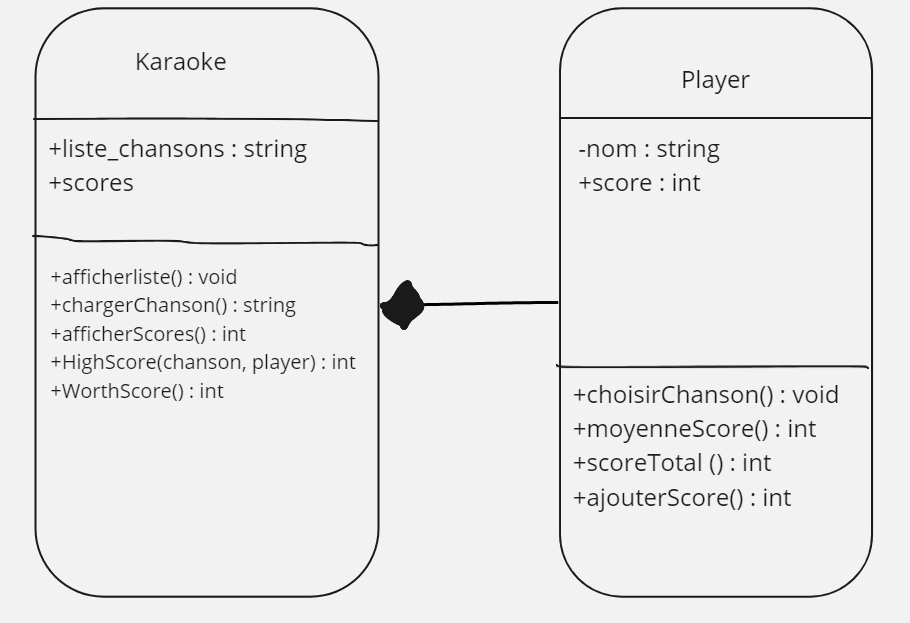 Karaoke
+liste_chansons : string
+scores
+afficherliste() : void
+chargerChanson() : string
+afficherScores() : int
+HighScore(chanson, player) : int
+WorthScore() : int
Player
-nom : string
+score : int
+choisirChanson() : void
+moyenneScore() : int
+scoreTotal () : int
+ajouterScore() : int